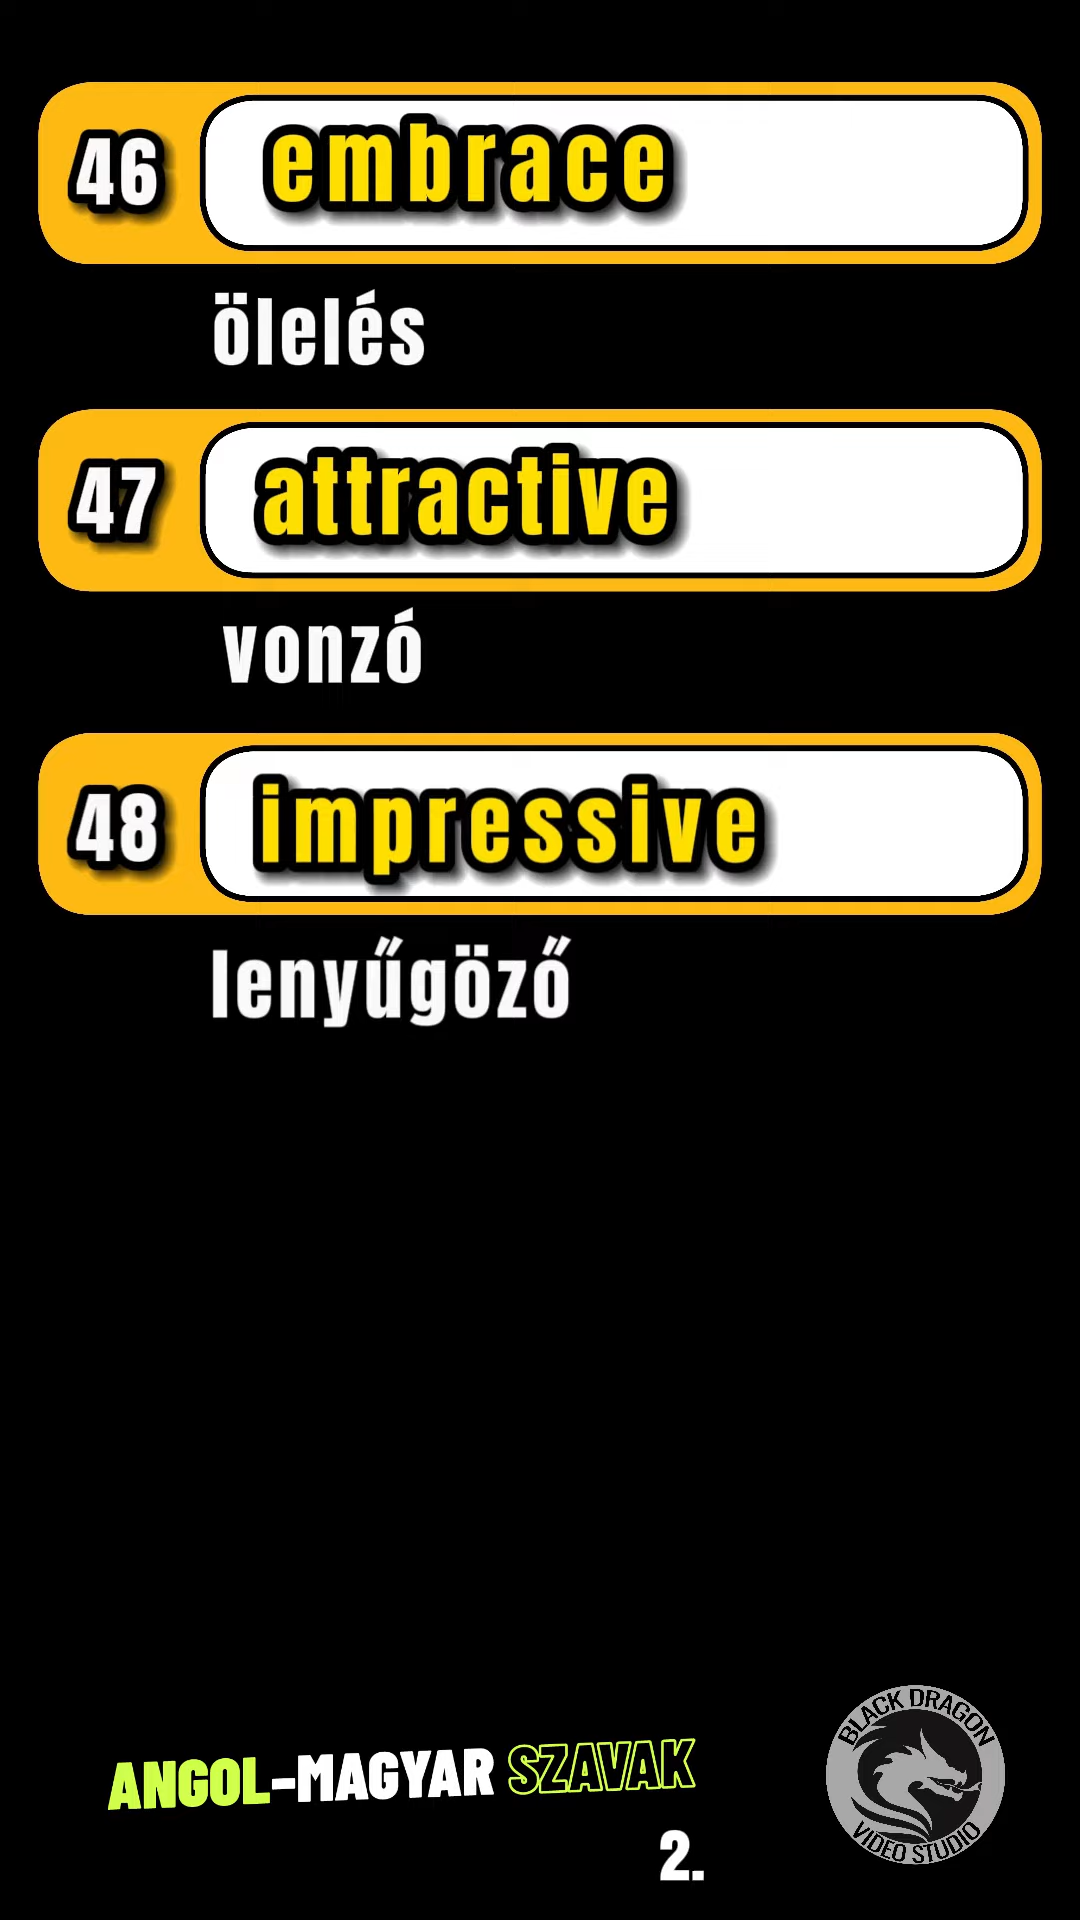 46 embrace
ölelés
47 attractive
vonzó
48 impressive
lenyűgöző
ANGOL-MAGYAR SZAVAK
2.
BLACK DRAGON
VIDEO STUDIO